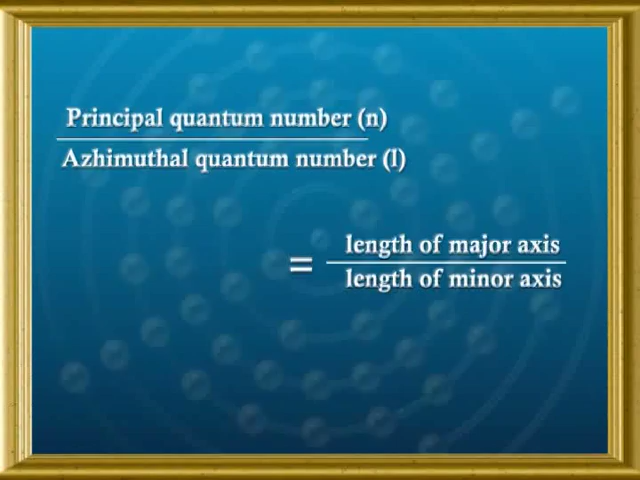 Principal quantum number (n)
Azhimuthal quantum number (l)
= length of major axis
length of minor axis